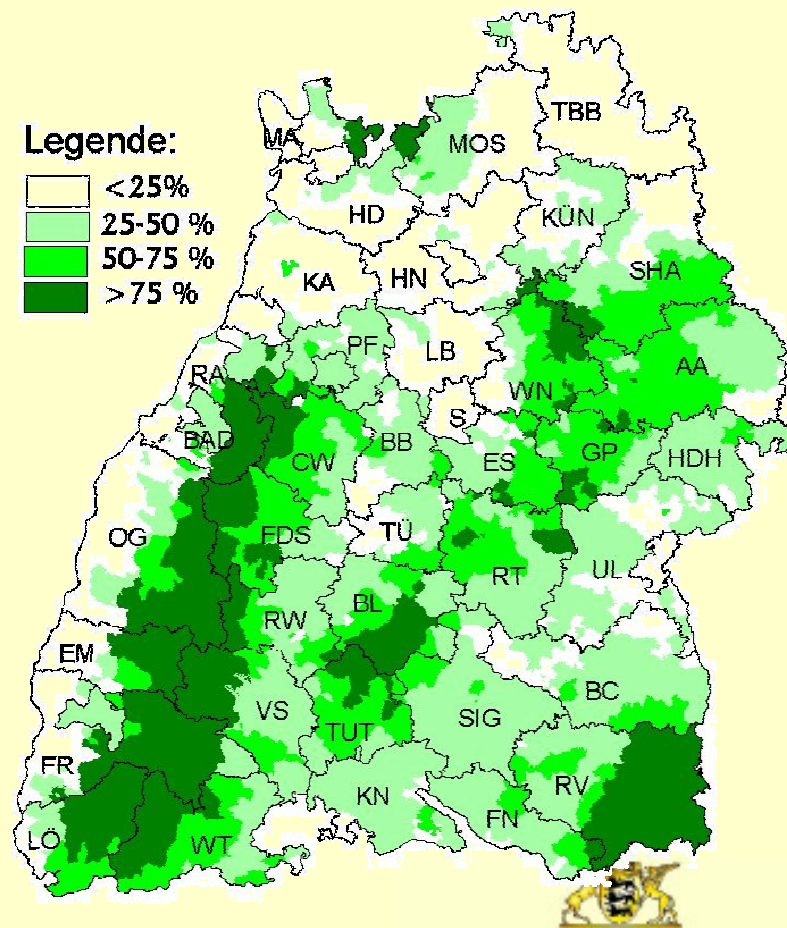 Legende:
<25%
25-50 %
50-75 %
>75 %
TBB
MA
MOS
HD
KÜN
KA
HN
SHA
PF
LB
AA
RA
WN
S
BAD
BB
CW
ES
GP
HDH
OG
FDS
TÜ
RT
UL
BL
RW
EM
BC
VS
SIG
TUT
FR
RV
KN
FN
LÖ
WT